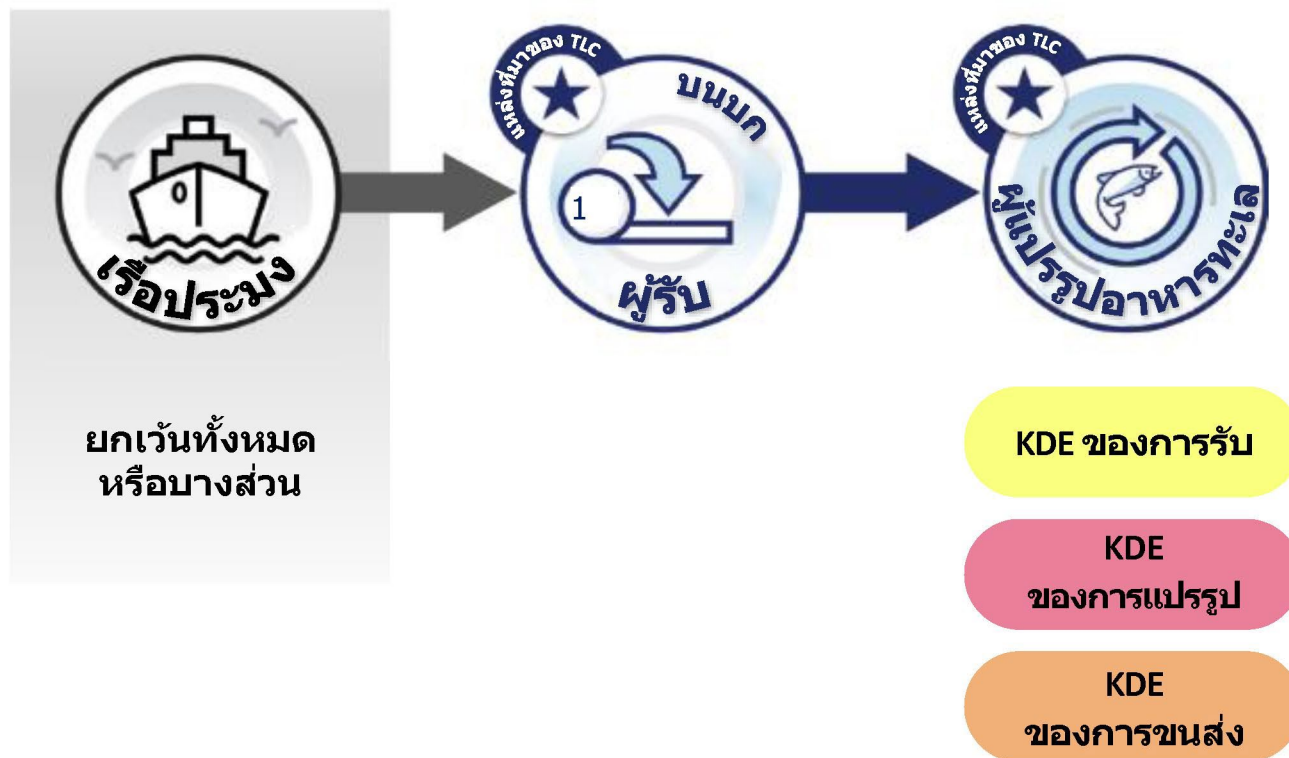 แหล่งที่มาของ TLC
แหล่งที่มาของ TLC
บนบก
1
เรือประมง
ผู้รับ
ผู้แปรรูปอาหารทะเล
ยกเว้นทั้งหมด
หรือบางส่วน
KDE ของการรับ
KDE
ของการแปรรูป
KDE
ของการขนส่ง